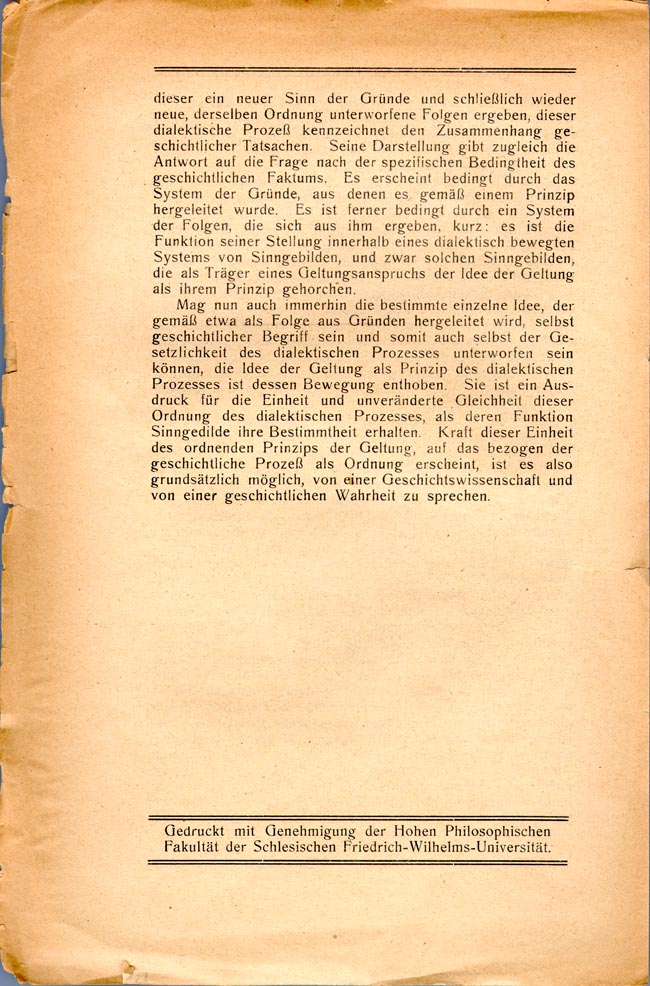 dieser ein neuer Sinn der Gründe und schließlich wieder
neue, derselben Ordnung unterworfene Folgen ergeben, dieser
dialektische Prozeß kennzeichnet den Zusammenhang ge-
schichtlicher Tatsachen. Seine Darstellung gibt zugleich die
Antwort auf die Frage nach der spezifischen Bedingtheit des
geschichtlichen Faktums. Es erscheint bedingt durch das
System der Gründe, aus denen es gemäß einem Prinzip
hergeleitet wurde. Es ist ferner bedingt durch ein System
der Folgen, die sich aus ihm ergeben, kurz: es ist die
Funktion seiner Stellung innerhalb eines dialektisch bewegten
Systems von Sinngebilden, und zwar solchen Sinngebilden,
die als Träger eines Geltungsanspruchs der Idee der Geltung
als ihrem Prinzip gehorchen.
Mag nun auch immerhin die bestimmte einzelne Idee, der
gemäß etwa als Folge aus Gründen hergeleitet wird, selbst
geschichtlicher Begriff sein und somit auch selbst der Ge-
setzlichkeit des dialektischen Prozesses unterworfen sein
können, die Idee der Geltung als Prinzip des dialektischen
Prozesses ist dessen Bewegung enthoben. Sie ist ein Aus-
druck für die Einheit und unveränderte Gleichheit dieser
Ordnung des dialektischen Prozesses, als deren Funktion
Sinngedilde ihre Bestimmtheit erhalten. Kraft dieser Einheit
des ordnenden Prinzips der Geltung, auf das bezogen der
geschichtliche Prozeß als Ordnung erscheint, ist es also
grundsätzlich möglich, von einer Geschichtswissenschaft und
von einer geschichtlichen Wahrheit zu sprechen.
Gedruckt mit Genehmigung der Hohen Philosophischen
Fakultät der Schlesischen Friedrich-Wilhelms-Universität.